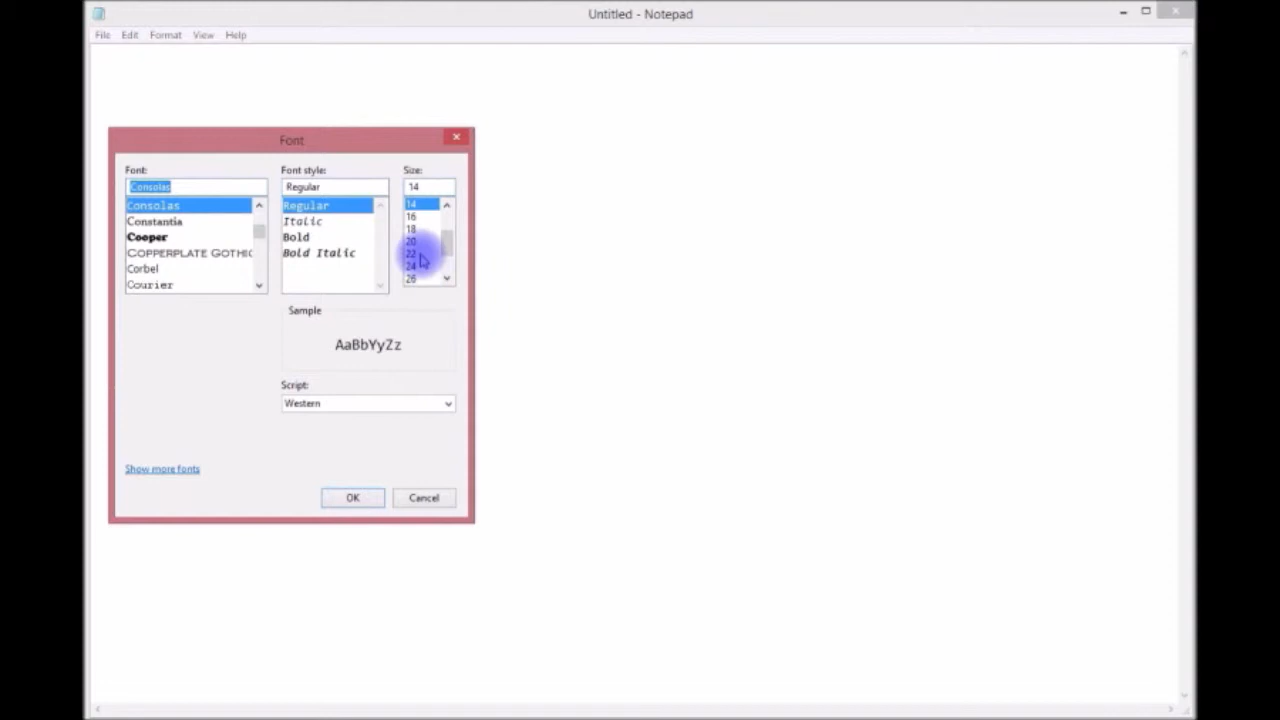 Untitled - Notepad
File Edit Format View Help
Font
Font: Font style: Size:
Consolas Regular 14
Consolas Regular 14
Constantia Italic 16
Cooper Bold 18
COPPERPLATE GOTHIC Bold Italic 20
Corbel 22
Courier 24
26
Sample
AaBbYyZz
Script:
Western
Show more fonts
OK Cancel